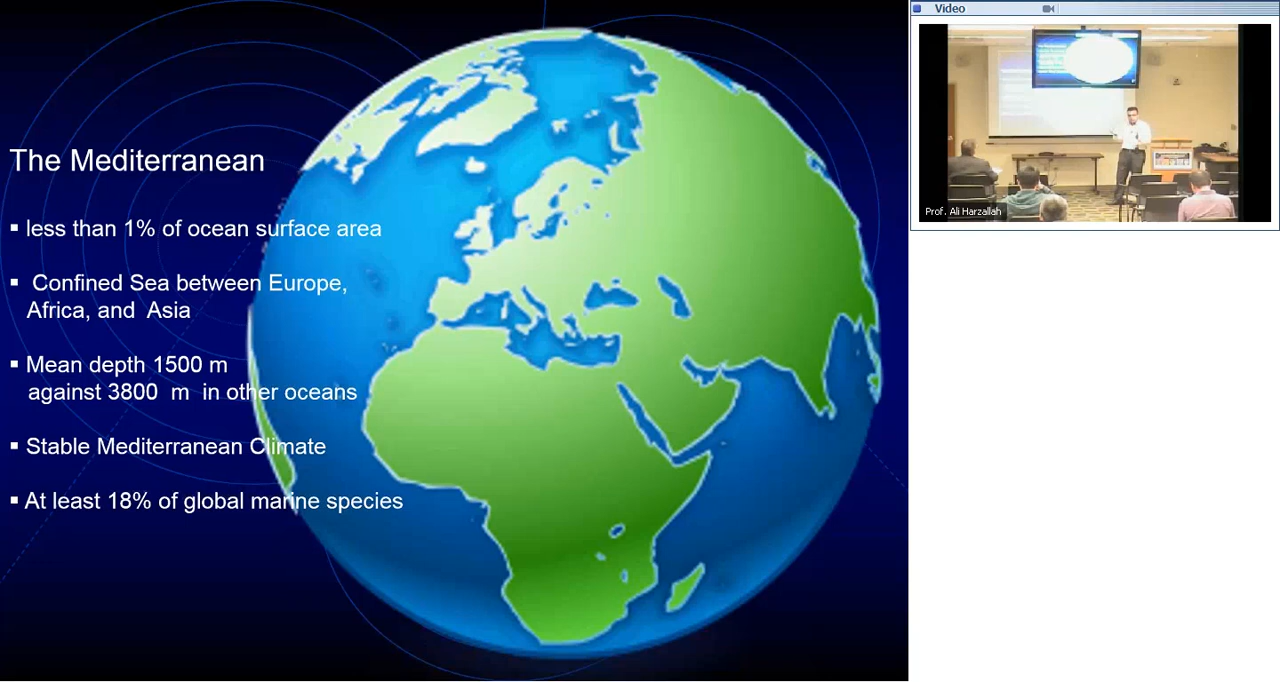 Video
Prof. Ali Harzallah
The Mediterranean
▪ less than 1% of ocean surface area
▪ Confined Sea between Europe,
Africa, and Asia
▪ Mean depth 1500 m
against 3800 m in other oceans
▪ Stable Mediterranean Climate
▪ At least 18% of global marine species